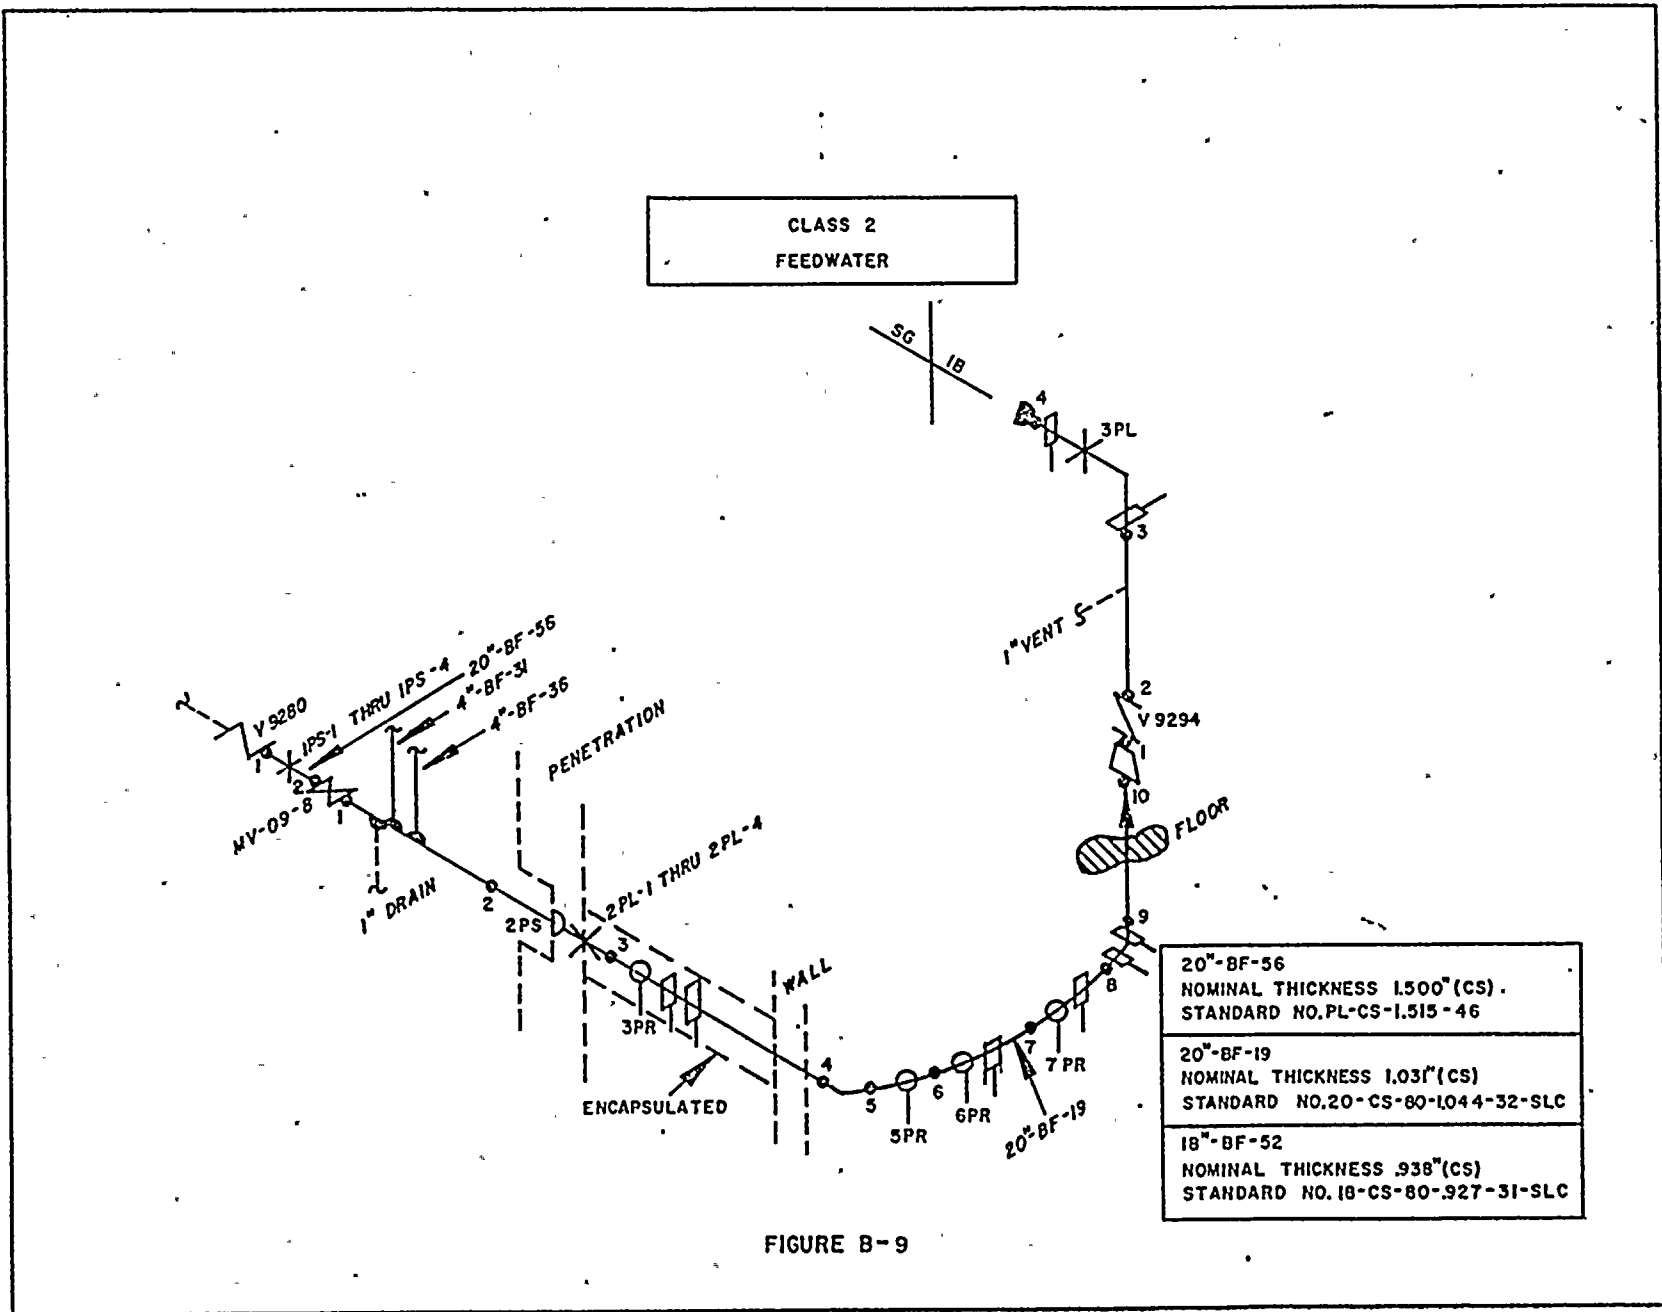 CLASS 2
FEEDWATER
SG
1B
4
3PL
3
1" VENT
2
V9294
1
10
FLOOR
9
8
V9280
1PS-1 THRU 1PS-4
20"-BF-56
4"-BF-31
4"-BF-36
PENETRATION
1
2
MV-09-8
1
1" DRAIN
2
2PS
2PL-1 THRU 2PL-4
3
3PR
WALL
ENCAPSULATED
4
5
5PR
6
6PR
7
7PR
20"-BF-19
20"-BF-56
NOMINAL THICKNESS 1.500"(CS).
STANDARD NO.PL-CS-1.515-46
20"-BF-19
NOMINAL THICKNESS 1.031"(CS)
STANDARD NO.20-CS-80-1.044-32-SLC
18"-BF-52
NOMINAL THICKNESS .938"(CS)
STANDARD NO.18-CS-80-.927-31-SLC
FIGURE B-9